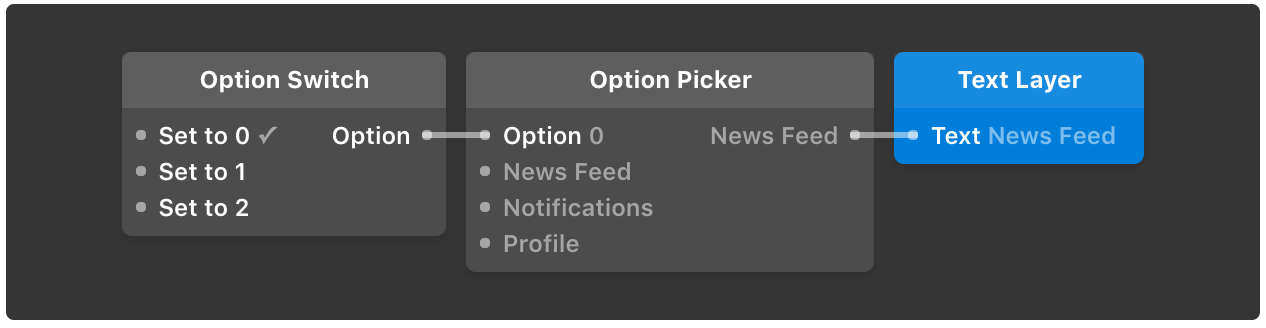 Option Switch
Set to 0 ✓ Option
Set to 1
Set to 2
Option Picker
Option 0 News Feed
News Feed
Notifications
Profile
Text Layer
Text News Feed